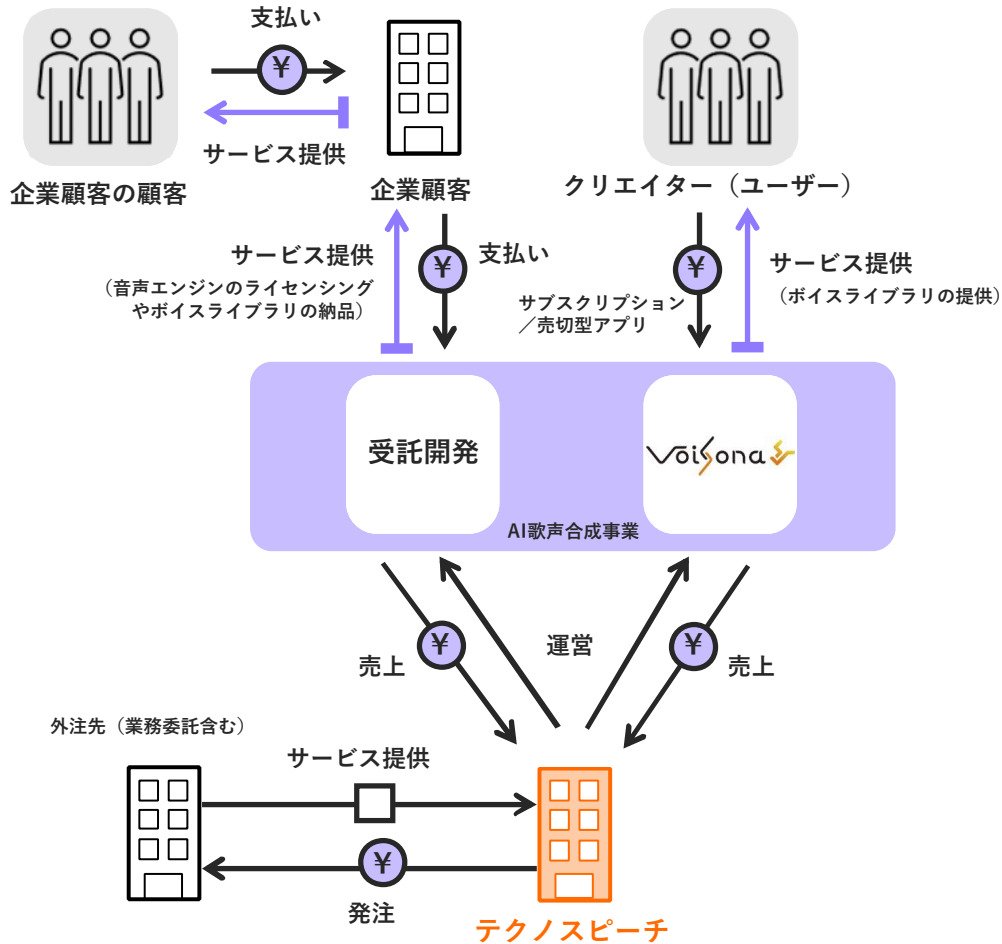 支払い
¥
サービス提供
企業顧客の顧客
企業顧客
クリエイター（ユーザー）
サービス提供
（音声エンジンのライセンシング
やボイスライブラリの納品）
¥
支払い
サブスクリプション
／売切型アプリ
¥
サービス提供
（ボイスライブラリの提供）
受託開発
VoiSona
AI歌声合成事業
¥
売上
運営
¥
売上
外注先（業務委託含む）
サービス提供
¥
発注
テクノスピーチ